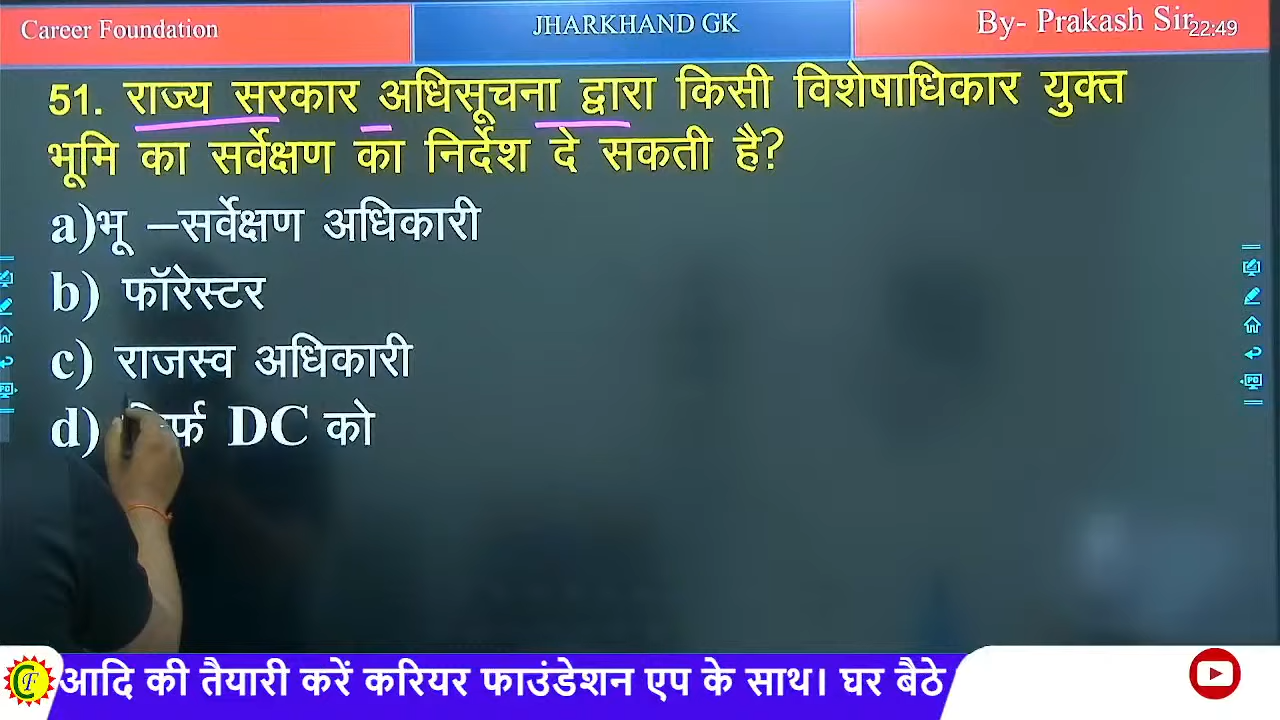 Career Foundation
JHARKHAND GK
By- Prakash Sir
22:49
51. राज्य सरकार अधिसूचना द्वारा किसी विशेषाधिकार युक्त
भूमि का सर्वेक्षण का निर्देश दे सकती है?
a)भू –सर्वेक्षण अधिकारी
b) फॉरेस्टर
c) राजस्व अधिकारी
d) DC को
आदि की तैयारी करें करियर फाउंडेशन एप के साथ। घर बैठे